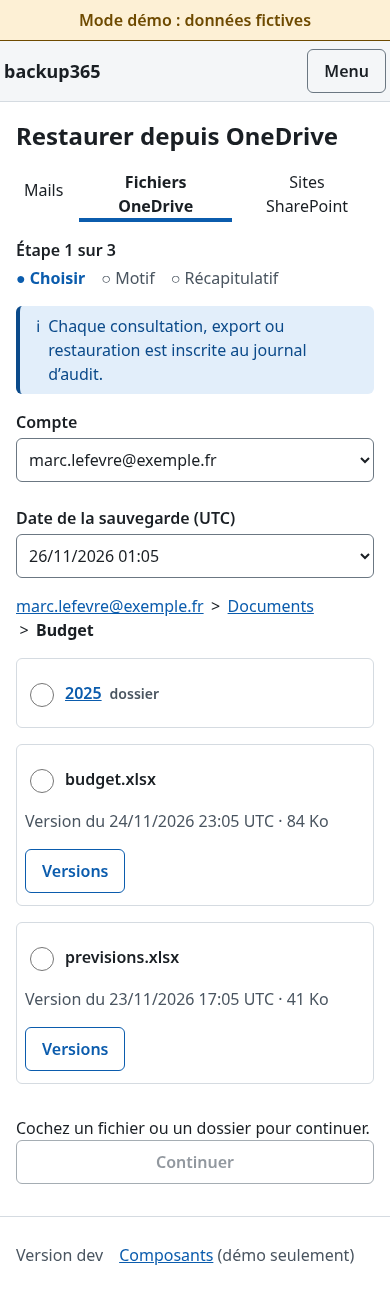 Mode démo : données fictives
backup365
Menu
Restaurer depuis OneDrive
Mails
Fichiers
OneDrive
Sites
SharePoint
Étape 1 sur 3
● Choisir ○ Motif ○ Récapitulatif
i Chaque consultation, export ou
restauration est inscrite au journal
d’audit.
Compte
marc.lefevre@exemple.fr
Date de la sauvegarde (UTC)
26/11/2026 01:05
marc.lefevre@exemple.fr > Documents
> Budget
2025 dossier
budget.xlsx
Version du 24/11/2026 23:05 UTC · 84 Ko
Versions
previsions.xlsx
Version du 23/11/2026 17:05 UTC · 41 Ko
Versions
Cochez un fichier ou un dossier pour continuer.
Continuer
Version dev Composants (démo seulement)